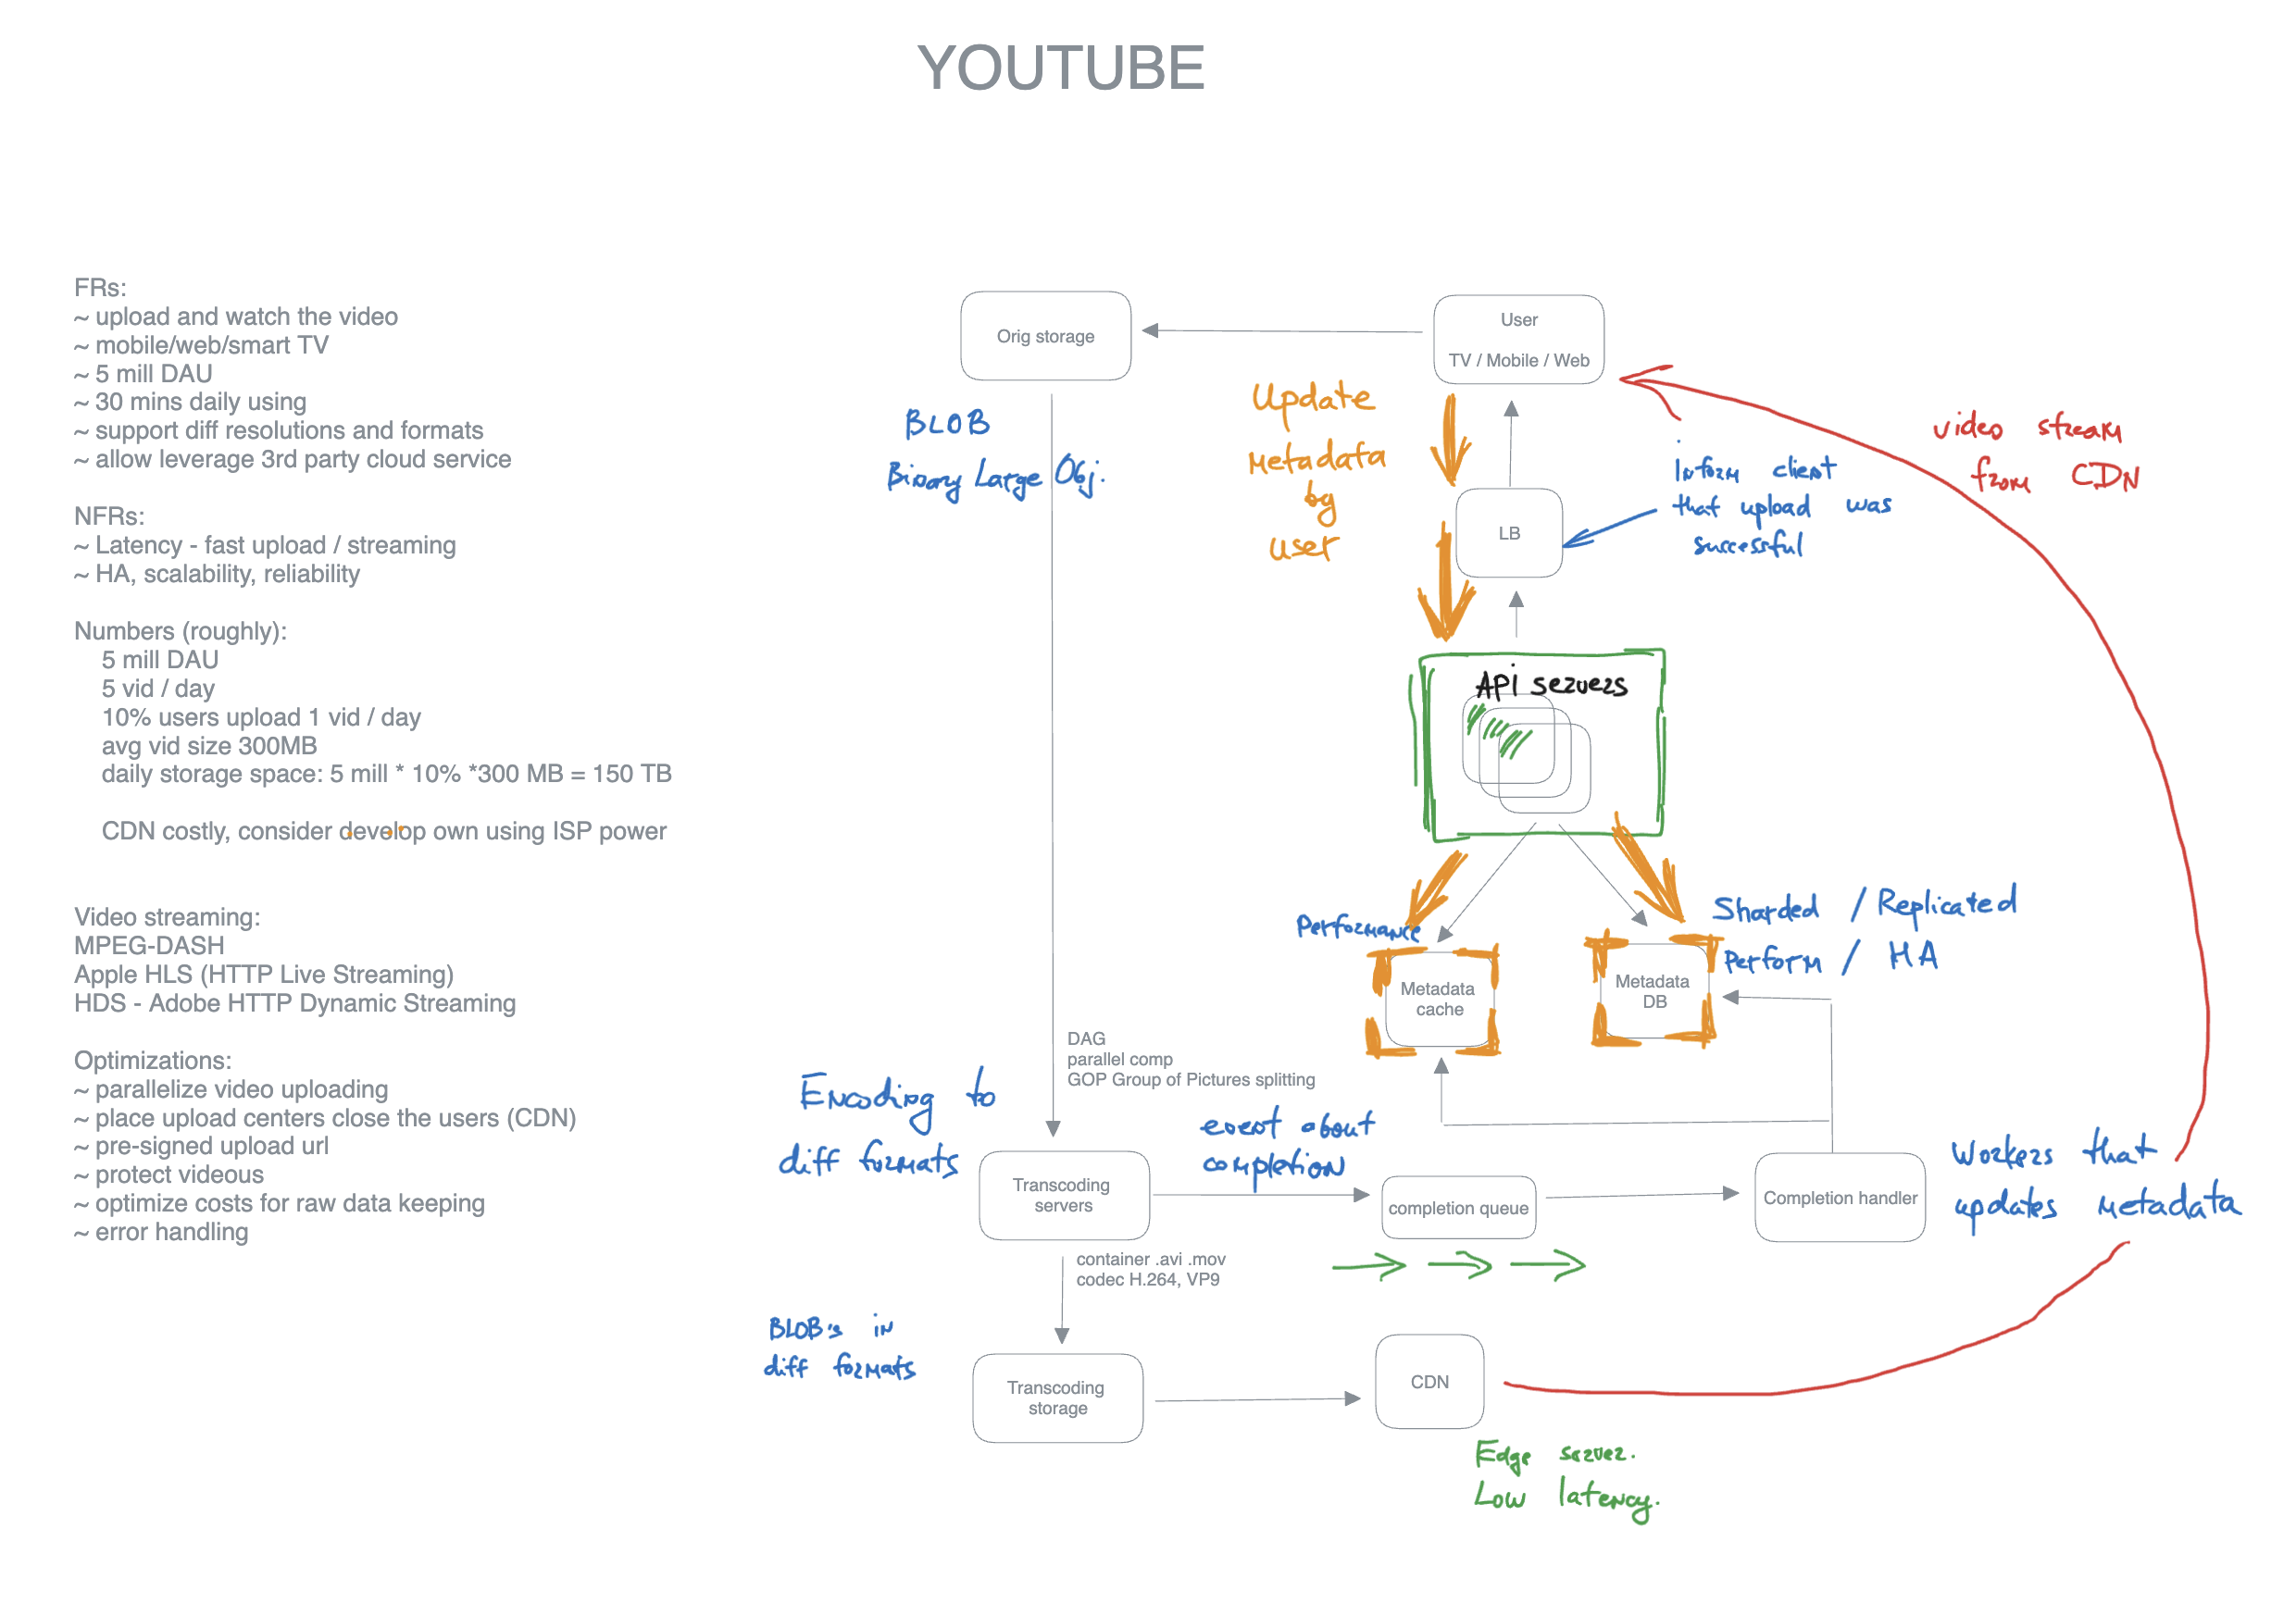 YOUTUBE
FRs:
~ upload and watch the video
~ mobile/web/smart TV
~ 5 mill DAU
~ 30 mins daily using
~ support diff resolutions and formats
~ allow leverage 3rd party cloud service
NFRs:
~ Latency - fast upload / streaming
~ HA, scalability, reliability
Numbers (roughly):
5 mill DAU
5 vid / day
10% users upload 1 vid / day
avg vid size 300MB
daily storage space: 5 mill * 10% *300 MB = 150 TB
CDN costly, consider develop own using ISP power
Video streaming:
MPEG-DASH
Apple HLS (HTTP Live Streaming)
HDS - Adobe HTTP Dynamic Streaming
Optimizations:
~ parallelize video uploading
~ place upload centers close the users (CDN)
~ pre-signed upload url
~ protect videous
~ optimize costs for raw data keeping
~ error handling
Orig storage
User
TV / Mobile / Web
BLOB
Binary Large Obj.
Update
Metadata
by
user
LB
Inform client
that upload was
successful
video stream
from CDN
Api servers
Performance
Metadata
cache
Metadata
DB
Sharded / Replicated
Perform / HA
DAG
parallel comp
GOP Group of Pictures splitting
Encoding to
diff formats
Transcoding
servers
event about
completion
completion queue
Completion handler
Workers that
updates metadata
container .avi .mov
codec H.264, VP9
BLOB's in
diff formats
Transcoding
storage
CDN
Edge server.
Low latency.